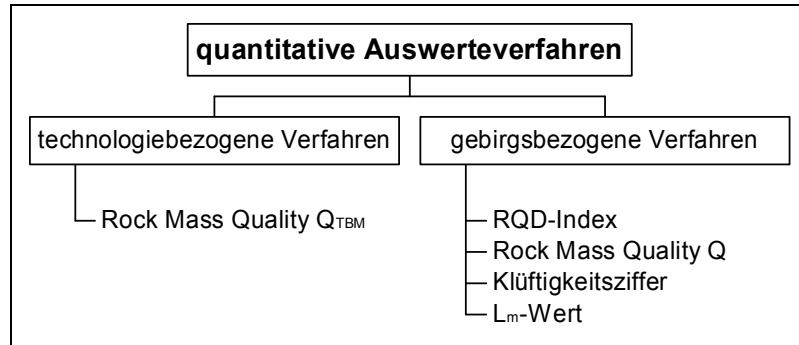 quantitative Auswerteverfahren
technologiebezogene Verfahren
gebirgsbezogene Verfahren
Rock Mass Quality QTBM
RQD-Index
Rock Mass Quality Q
Klüftigkeitsziffer
Lm-Wert